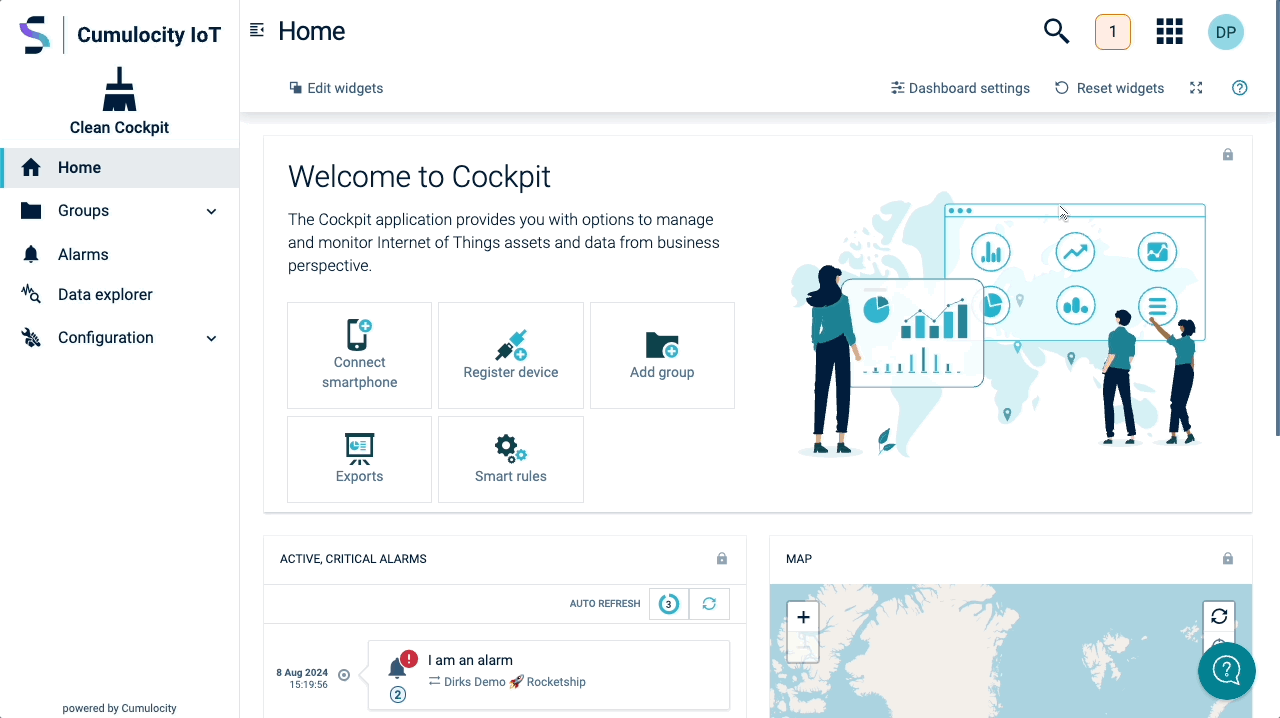 Cumulocity IoT
Clean Cockpit
Home
Groups
Alarms
Data explorer
Configuration
powered by Cumulocity
Home
1
DP
Edit widgets
Dashboard settings
Reset widgets
Welcome to Cockpit
The Cockpit application provides you with options to manage
and monitor Internet of Things assets and data from business
perspective.
Connect
smartphone
Register device
Add group
Exports
Smart rules
ACTIVE, CRITICAL ALARMS
AUTO REFRESH
3
8 Aug 2024
15:19:56
I am an alarm
Dirks Demo 🚀 Rocketship
2
MAP